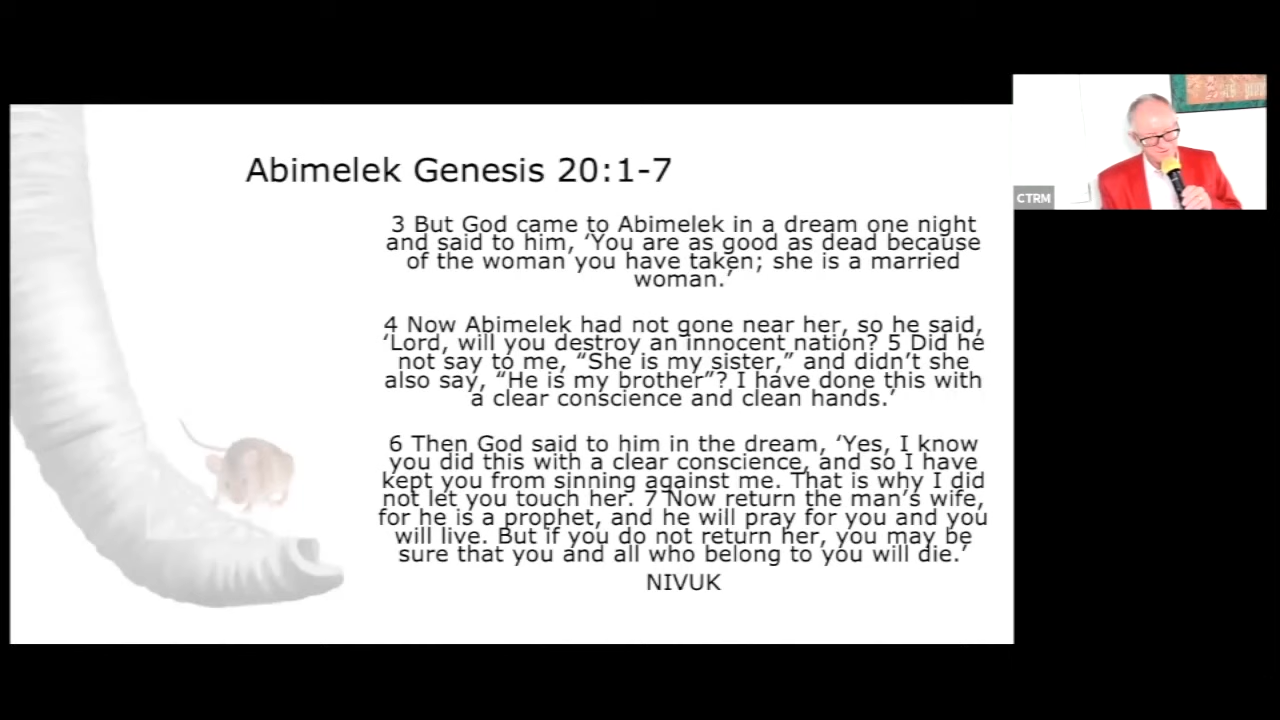 Abimelek Genesis 20:1-7
3 But God came to Abimelek in a dream one night
and said to him, ‘You are as good as dead because
of the woman you have taken; she is a married
woman.’
4 Now Abimelek had not gone near her, so he said,
‘Lord, will you destroy an innocent nation? 5 Did he
not say to me, “She is my sister,” and didn’t she
also say, “He is my brother”? I have done this with
a clear conscience and clean hands.’
6 Then God said to him in the dream, ‘Yes, I know
you did this with a clear conscience, and so I have
kept you from sinning against me. That is why I did
not let you touch her. 7 Now return the man’s wife,
for he is a prophet, and he will pray for you and you
will live. But if you do not return her, you may be
sure that you and all who belong to you will die.’
NIVUK
CTRM